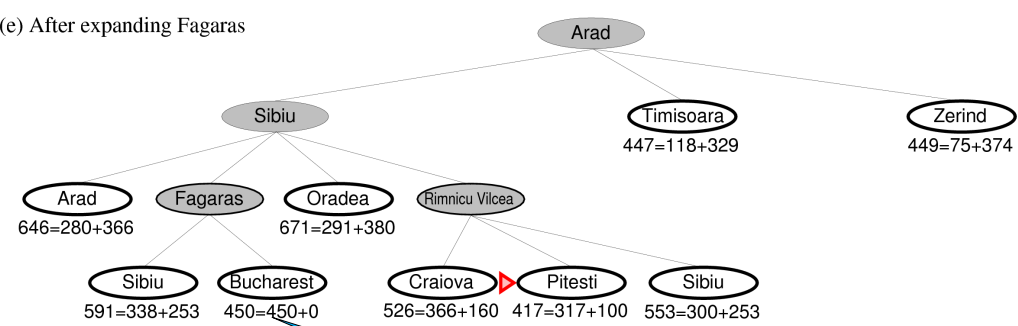 (e) After expanding Fagaras
Arad
Sibiu
Timisoara
447=118+329
Zerind
449=75+374
Arad
646=280+366
Fagaras
Oradea
671=291+380
Rimnicu Vilcea
Sibiu
591=338+253
Bucharest
450=450+0
Craiova
526=366+160
Pitesti
417=317+100
Sibiu
553=300+253